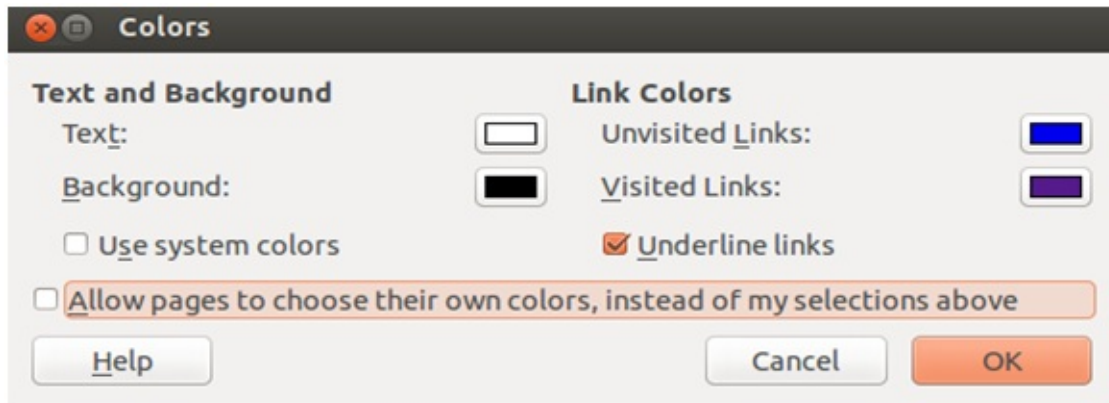 Colors
Text and Background
Link Colors
Text:
Unvisited Links:
Background:
Visited Links:
Use system colors
Underline links
Allow pages to choose their own colors, instead of my selections above
Help
Cancel
OK